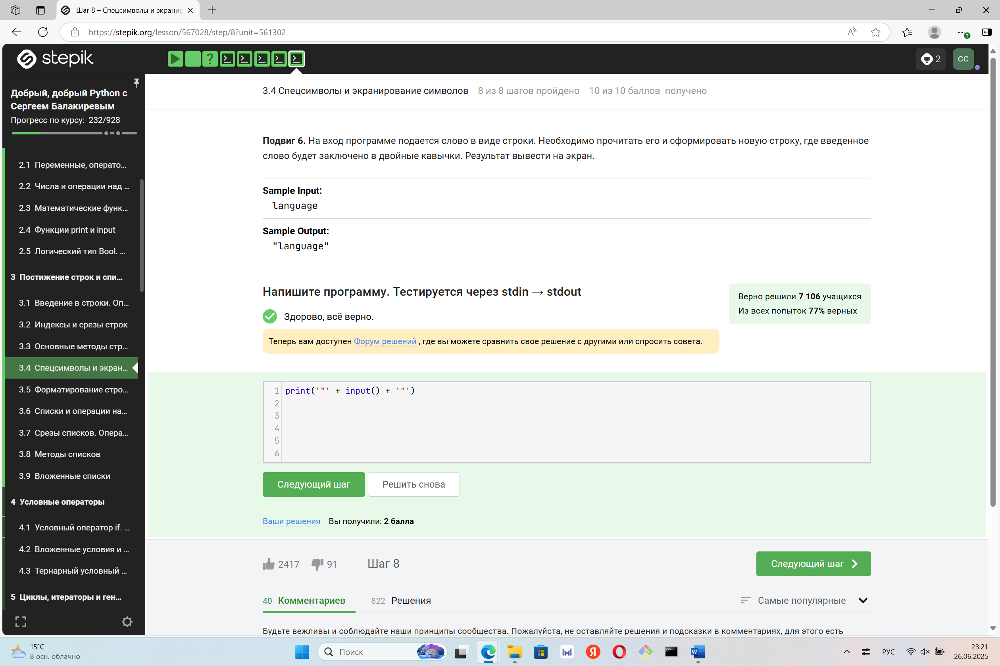 Шаг 8 – Спецсимволы и экранир
https://stepik.org/lesson/567028/step/8?unit=561302
stepik
2
CC
Добрый, добрый Python с
Сергеем Балакиревым
Прогресс по курсу: 232/928
2.1 Переменные, операто...
2.2 Числа и операции над ...
2.3 Математические функ...
2.4 Функции print и input
2.5 Логический тип Bool. ...
3 Постижение строк и спи...
3.1 Введение в строки. Оп...
3.2 Индексы и срезы строк
3.3 Основные методы стр...
3.4 Спецсимволы и экран...
3.5 Форматирование стро...
3.6 Списки и операции на...
3.7 Срезы списков. Опера...
3.8 Методы списков
3.9 Вложенные списки
4 Условные операторы
4.1 Условный оператор if. ...
4.2 Вложенные условия и ...
4.3 Тернарный условный ...
5 Циклы, итераторы и ген...
3.4 Спецсимволы и экранирование символов 8 из 8 шагов пройдено 10 из 10 баллов получено
Подвиг 6. На вход программе подается слово в виде строки. Необходимо прочитать его и сформировать новую строку, где введенное
слово будет заключено в двойные кавычки. Результат вывести на экран.
Sample Input:
language
Sample Output:
"language"
Напишите программу. Тестируется через stdin → stdout
Верно решили 7 106 учащихся
Из всех попыток 77% верных
Здорово, всё верно.
Теперь вам доступен Форум решений , где вы можете сравнить свое решение с другими или спросить совета.
1 print('"' + input() + '"')
2
3
4
5
6
Следующий шаг
Решить снова
Ваши решения Вы получили: 2 балла
2417 91 Шаг 8
Следующий шаг
40 Комментариев 822 Решения
Самые популярные
Будьте вежливы и соблюдайте наши принципы сообщества. Пожалуйста, не оставляйте решения и подсказки в комментариях, для этого есть
15°C
В осн. облачно
Поиск
РУС
23:21
26.06.2025